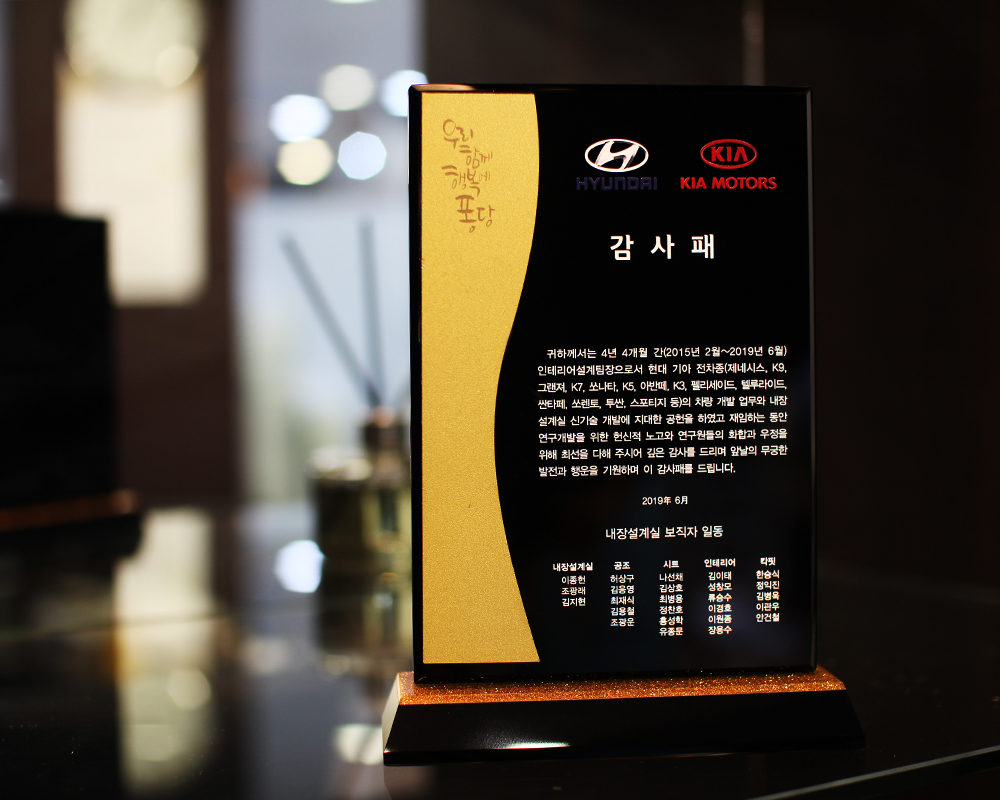 우리
함께
행복에
퐁당
HYUNDAI
KIA
KIA MOTORS
감사패
귀하께서는 4년 4개월 간(2015년 2월~2019년 6월)
인테리어설계팀장으로서 현대 기아 전차종(제네시스, K9,
그랜져, K7, 쏘나타, K5, 아반떼, K3, 펠리세이드, 텔루라이드,
싼타페, 쏘렌토, 투싼, 스포티지 등)의 차량 개발 업무와 내장
설계실 신기술 개발에 지대한 공헌을 하였고 재임하는 동안
연구개발을 위한 헌신적 노고와 연구원들의 화합과 우정을
위해 최선을 다해 주시어 깊은 감사를 드리며 앞날의 무궁한
발전과 행운을 기원하며 이 감사패를 드립니다.
2019年 6月
내장설계실 보직자 일동
내장설계실 공조 시트 인테리어 칵핏
이종헌 허상구 나선채 김이태 한승식
조광래 김응영 김상호 성창모 정익진
김지헌 최재식 최병용 류승수 김병욱
김용철 정찬호 이경호 이관우
조광운 홍성학 이원종 안건철
유종문 장용수